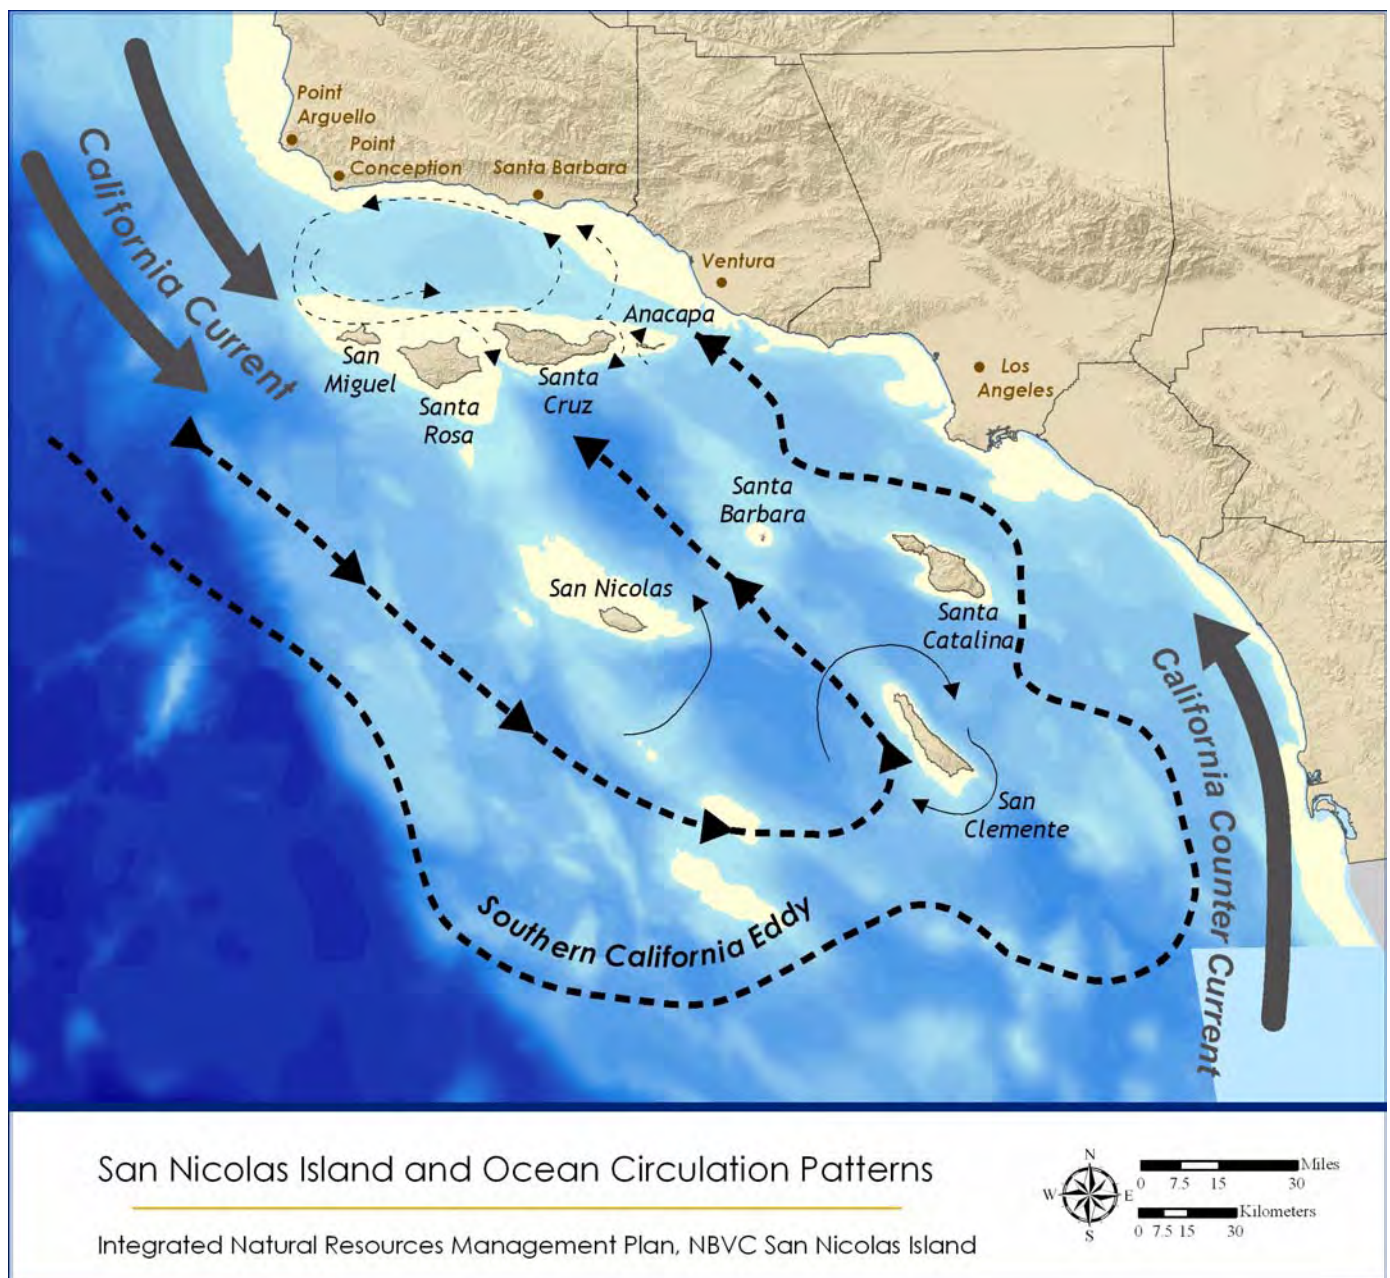 Point
Arguello
Point
Conception
Santa Barbara
California Current
Ventura
Anacapa
San
Miguel
Santa
Rosa
Santa
Cruz
Los
Angeles
Santa
Barbara
San Nicolas
Santa
Catalina
San
Clemente
California Counter Current
Southern California Eddy
San Nicolas Island and Ocean Circulation Patterns
Integrated Natural Resources Management Plan, NBVC San Nicolas Island
N
W E
S
Miles
0 7.5 15 30
Kilometers
0 7.5 15 30